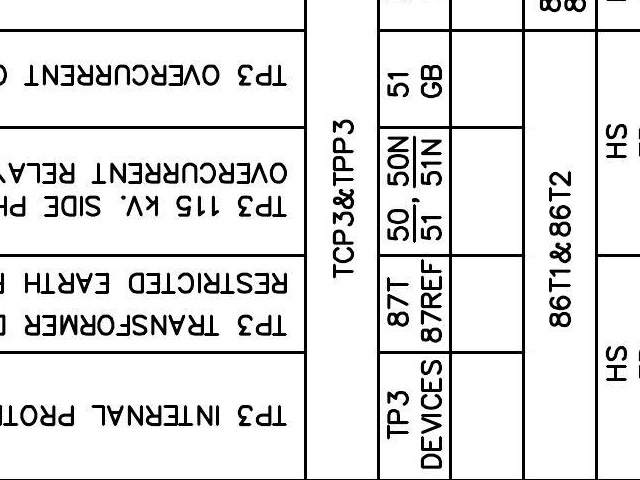 TP3 INTERNAL PROTE
TP3 TRANSFORMER
RESTRICTED EARTH
TP3 115 kV. SIDE PH
OVERCURRENT RELAY
TP3 OVERCURRENT
TCP3&TPP3
TP3
DEVICES
87T
87REF
50, 50N
51, 51N
51
GB
86T1&86T2
HS
HS